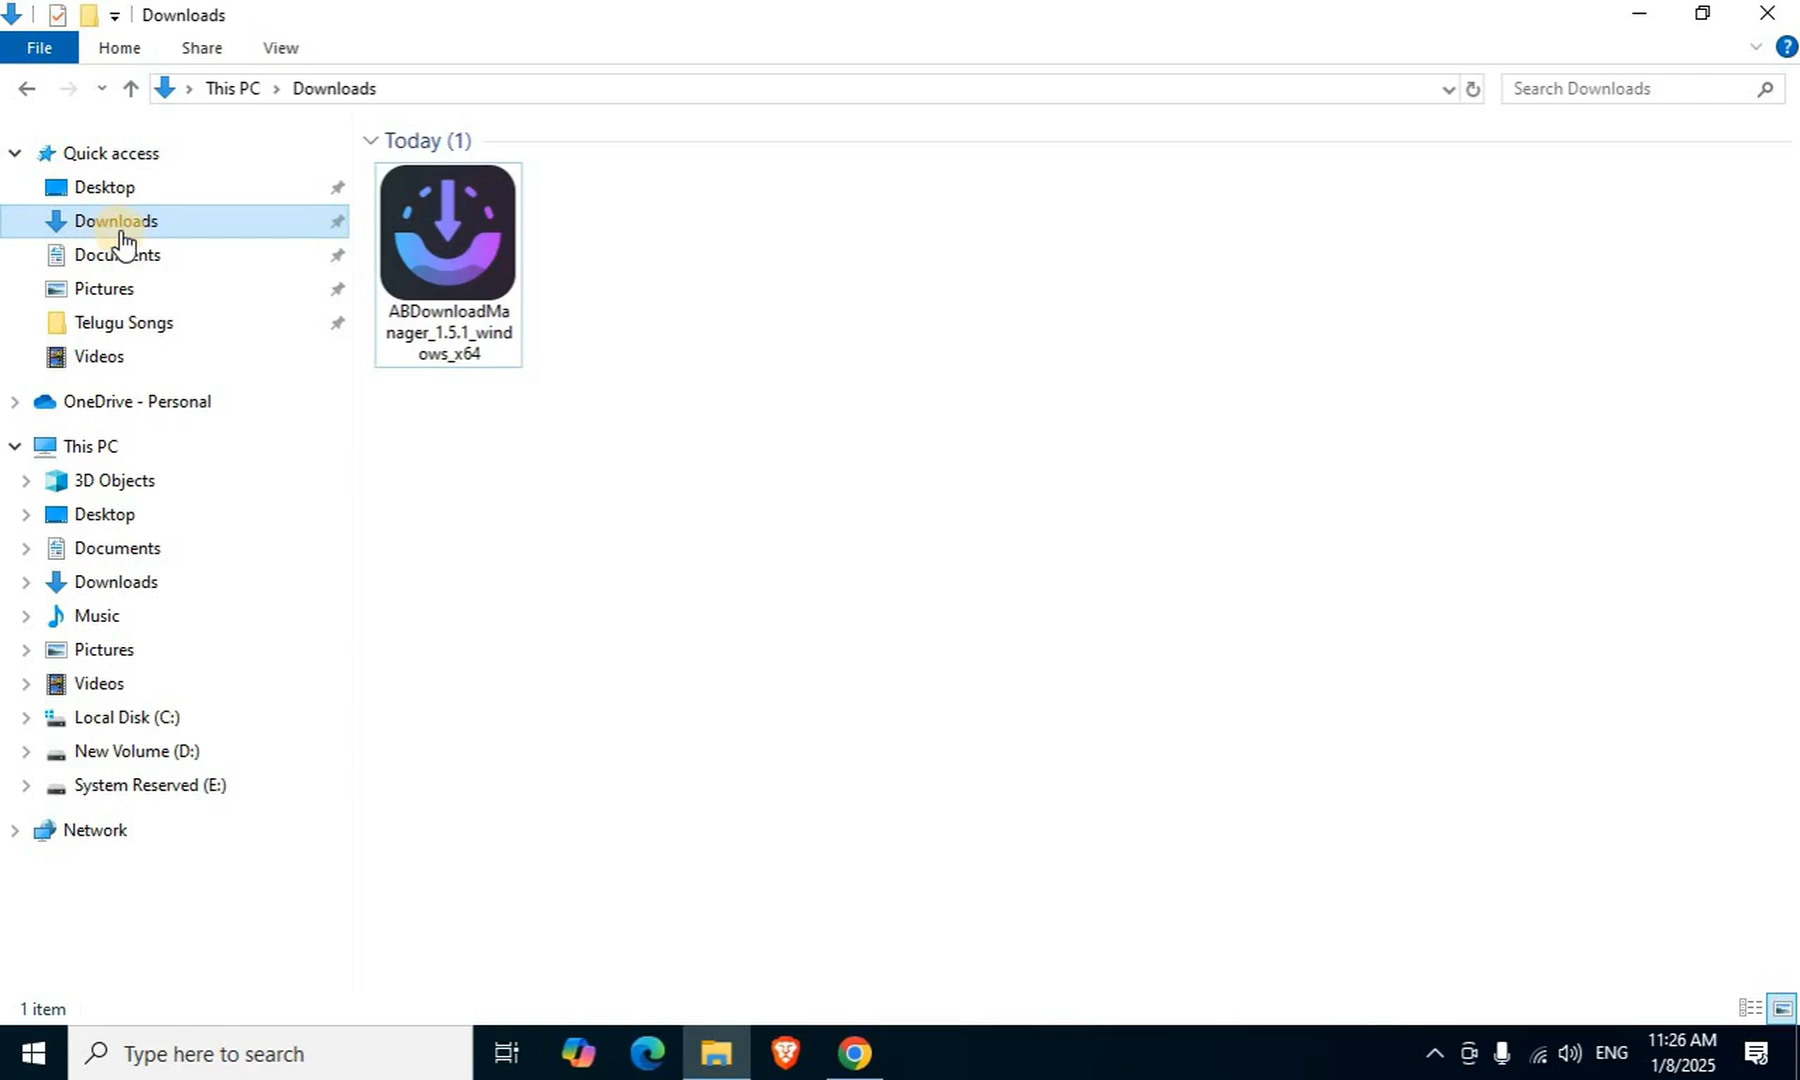 Downloads
File Home Share View
This PC Downloads Search Downloads
Quick access
Desktop
Downloads
Documents
Pictures
Telugu Songs
Videos
OneDrive - Personal
This PC
3D Objects
Desktop
Documents
Downloads
Music
Pictures
Videos
Local Disk (C:)
New Volume (D:)
System Reserved (E:)
Network
Today (1)
ABDownloadMa
nager_1.5.1_wind
ows_x64
1 item
Type here to search
ENG
11:26 AM
1/8/2025